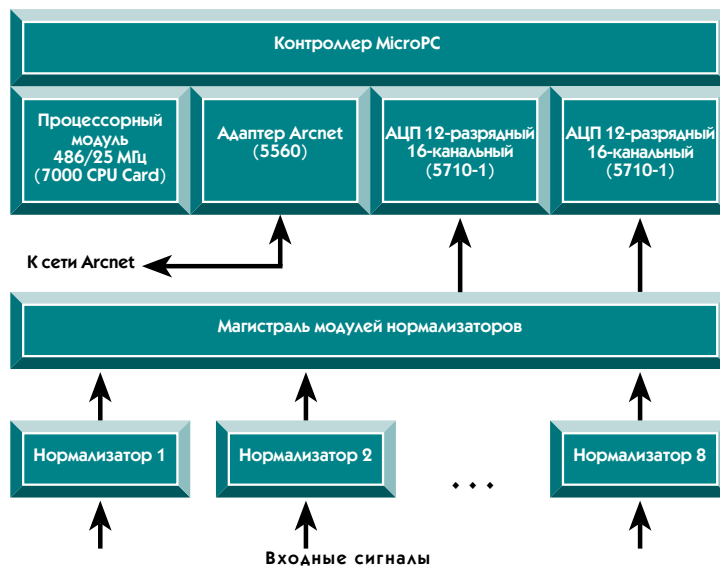 Контроллер MicroPC
Процессорный
модуль
486/25 МГц
(7000 CPU Card)
Адаптер Arcnet
(5560)
АЦП 12-разрядный
16-канальный
(5710-1)
АЦП 12-разрядный
16-канальный
(5710-1)
К сети Arcnet
Магистраль модулей нормализаторов
Нормализатор 1
Нормализатор 2
. . .
Нормализатор 8
Входные сигналы